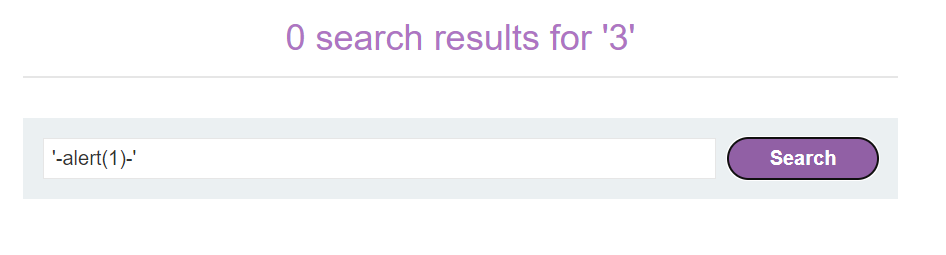 0 search results for '3'
'-alert(1)-'
Search